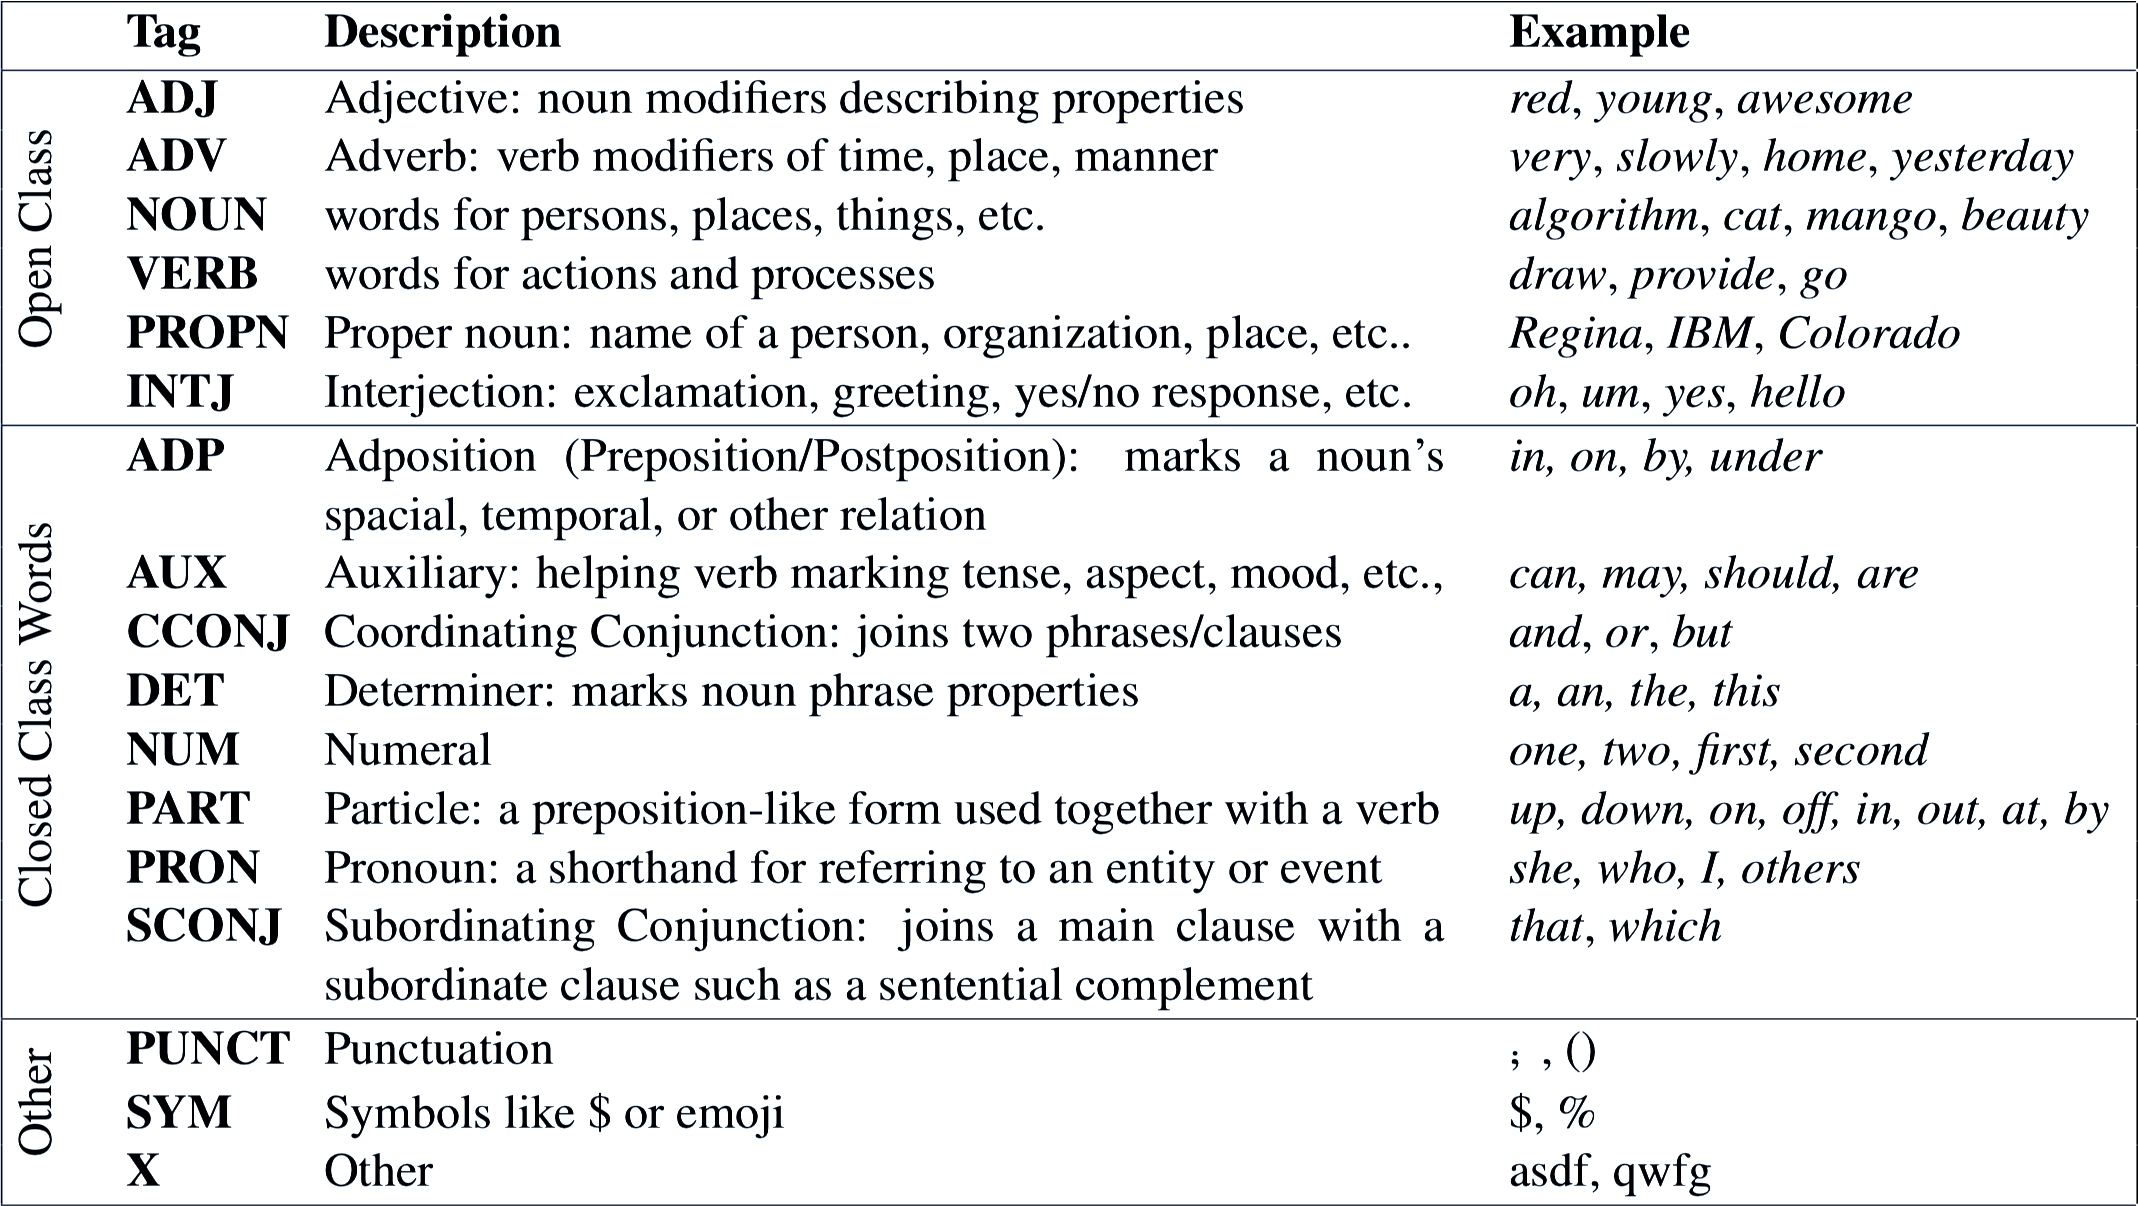 Tag Description Example
Open Class
ADJ Adjective: noun modifiers describing properties red, young, awesome
ADV Adverb: verb modifiers of time, place, manner very, slowly, home, yesterday
NOUN words for persons, places, things, etc. algorithm, cat, mango, beauty
VERB words for actions and processes draw, provide, go
PROPN Proper noun: name of a person, organization, place, etc.. Regina, IBM, Colorado
INTJ Interjection: exclamation, greeting, yes/no response, etc. oh, um, yes, hello
Closed Class Words
ADP Adposition (Preposition/Postposition): marks a noun's in, on, by, under
spacial, temporal, or other relation
AUX Auxiliary: helping verb marking tense, aspect, mood, etc., can, may, should, are
CCONJ Coordinating Conjunction: joins two phrases/clauses and, or, but
DET Determiner: marks noun phrase properties a, an, the, this
NUM Numeral one, two, first, second
PART Particle: a preposition-like form used together with a verb up, down, on, off, in, out, at, by
PRON Pronoun: a shorthand for referring to an entity or event she, who, I, others
SCONJ Subordinating Conjunction: joins a main clause with a that, which
subordinate clause such as a sentential complement
Other
PUNCT Punctuation ; , ()
SYM Symbols like $ or emoji $, %
X Other asdf, qwfg